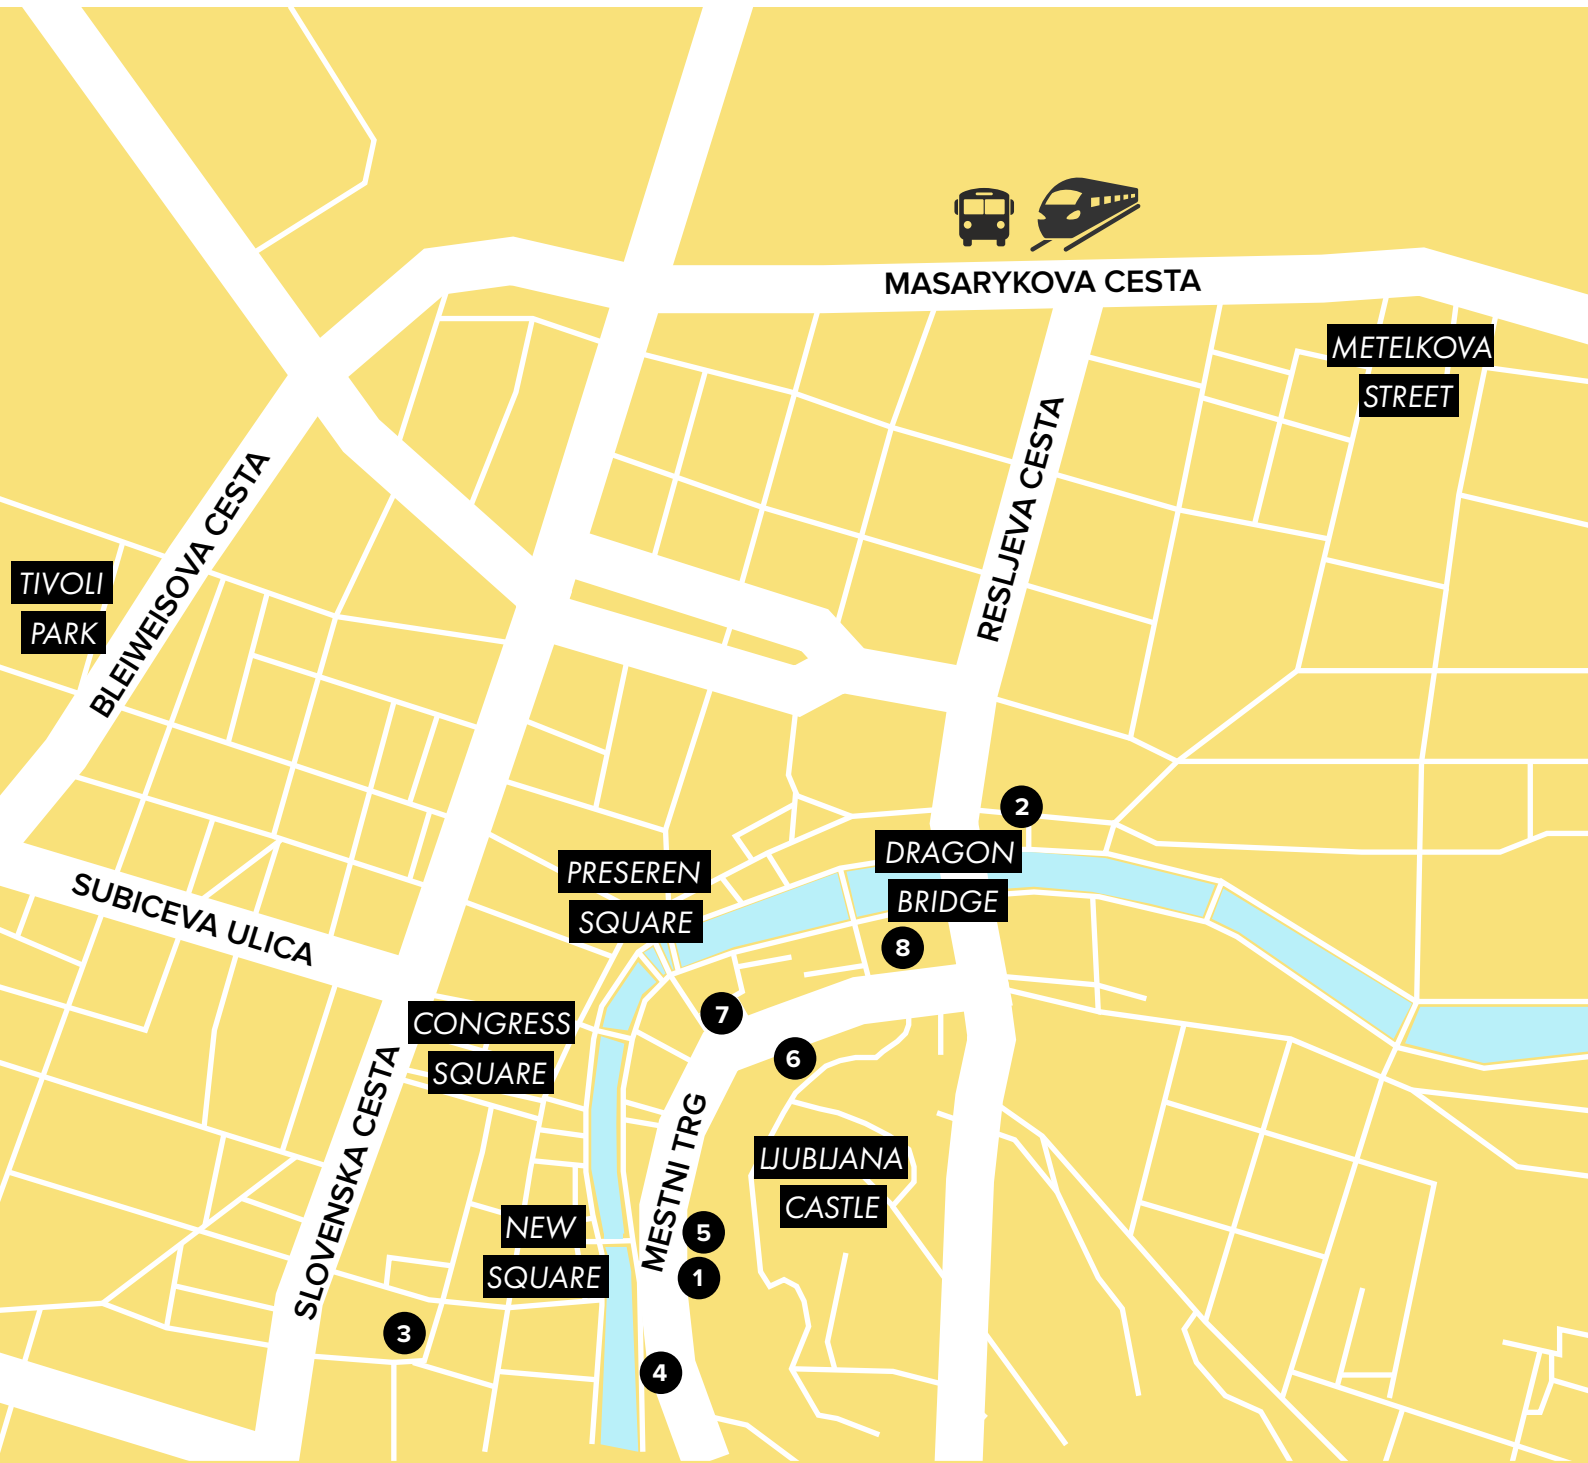 MASARYKOVA CESTA
METELKOVA
STREET
RESLJEVA CESTA
BLEIWEISOVA CESTA
TIVOLI
PARK
2
DRAGON
BRIDGE
PRESEREN
SQUARE
SUBICEVA ULICA
8
7
CONGRESS
SQUARE
6
SLOVENSKA CESTA
MESTNI TRG
LJUBLJANA
CASTLE
NEW
SQUARE
5
1
3
4